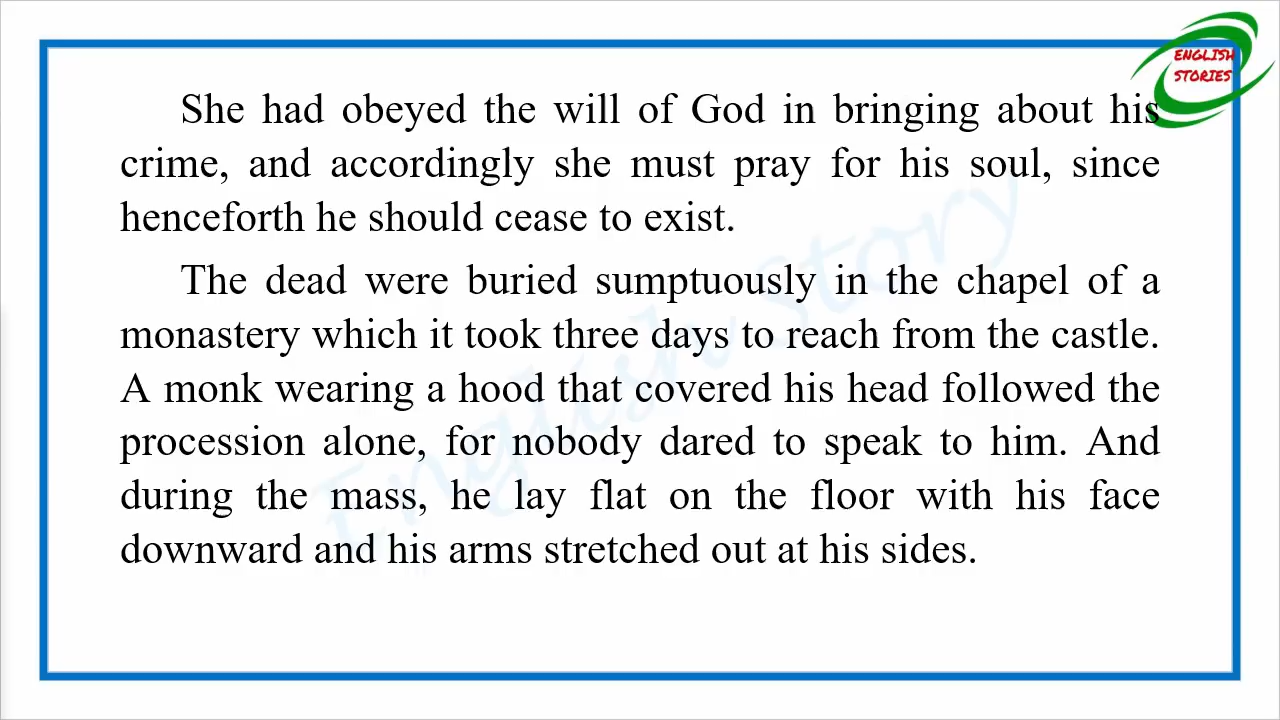 ENGLISH
STORIES
She had obeyed the will of God in bringing about his
crime, and accordingly she must pray for his soul, since
henceforth he should cease to exist.
The dead were buried sumptuously in the chapel of a
monastery which it took three days to reach from the castle.
A monk wearing a hood that covered his head followed the
procession alone, for nobody dared to speak to him. And
during the mass, he lay flat on the floor with his face
downward and his arms stretched out at his sides.
English Story